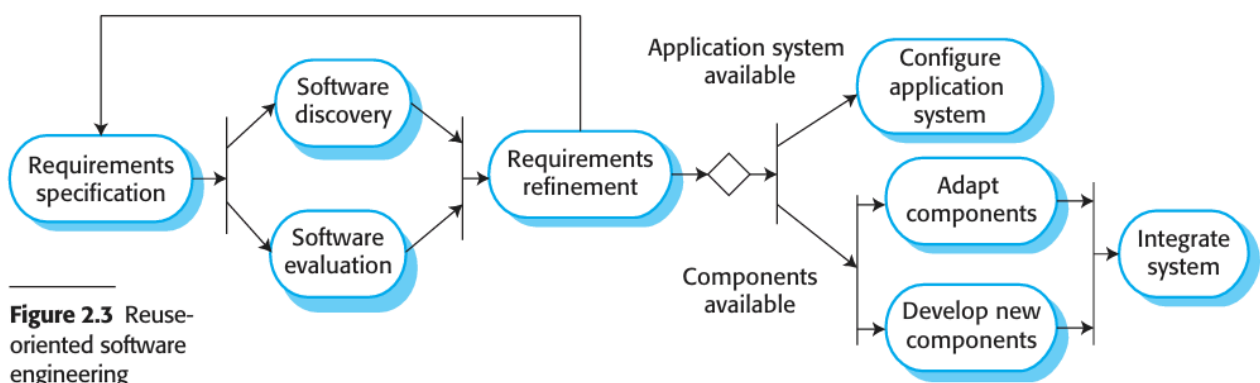 Requirements
specification
Software
discovery
Software
evaluation
Requirements
refinement
Application system
available
Configure
application
system
Components
available
Adapt
components
Develop new
components
Integrate
system
Figure 2.3 Reuse-
oriented software
engineering